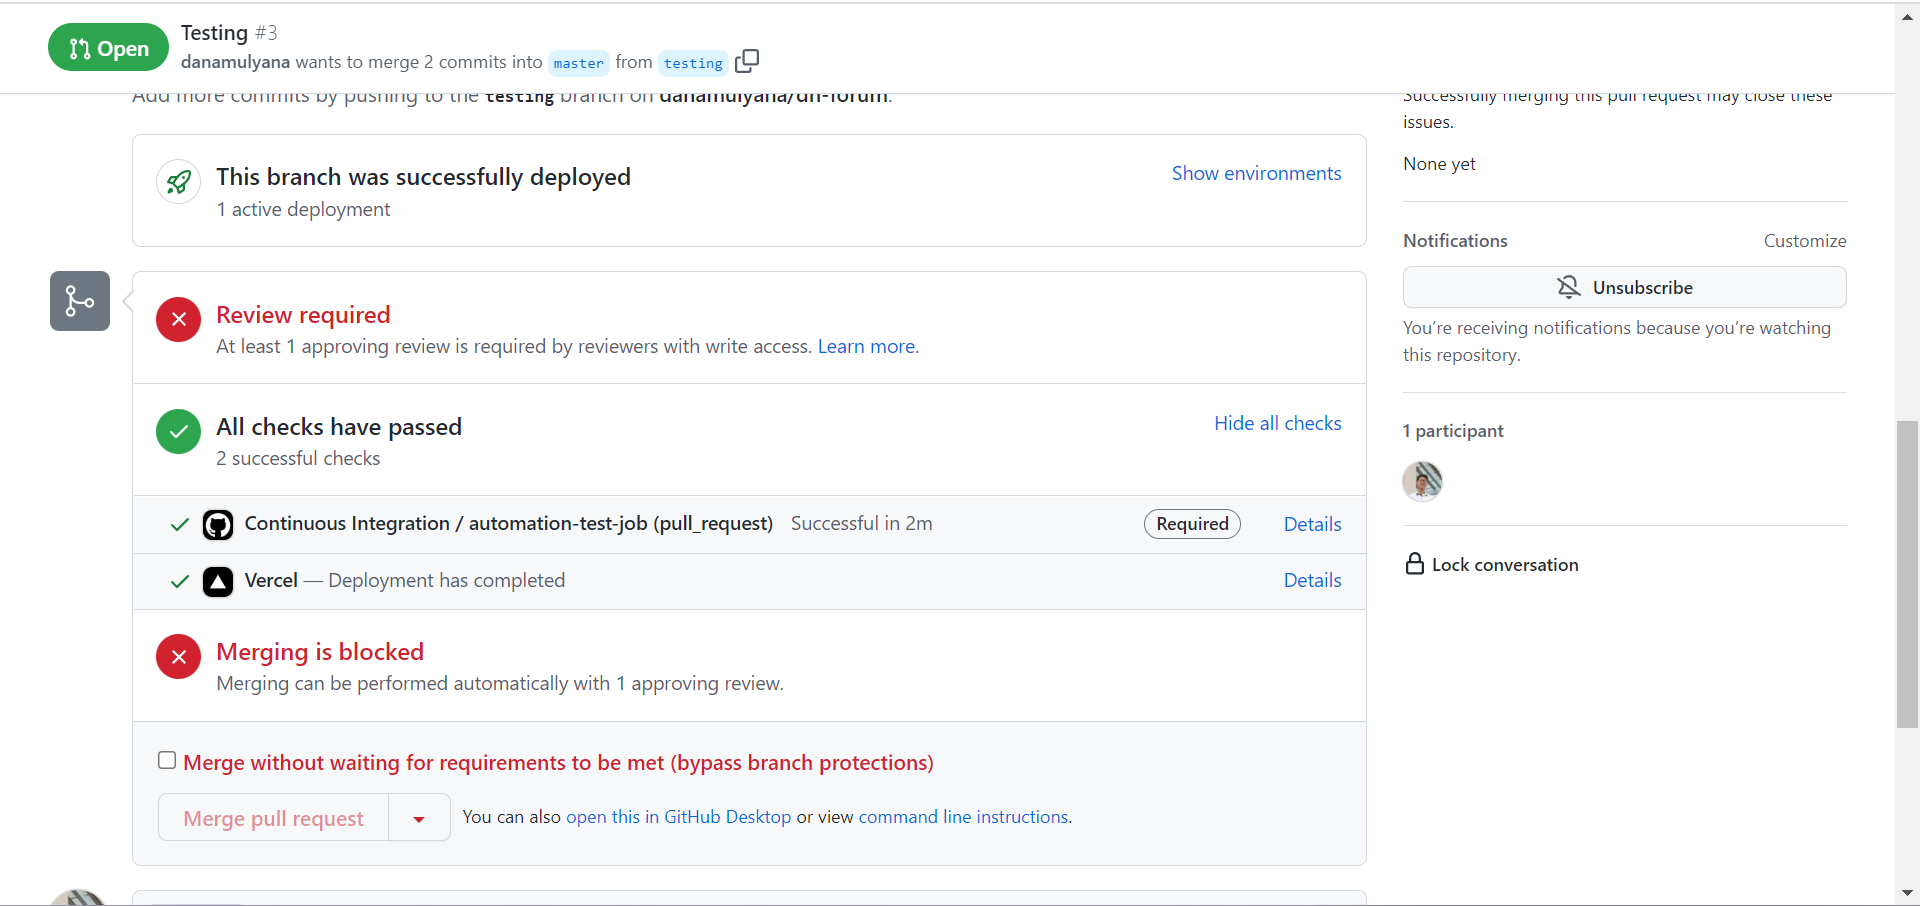 Open
Testing #3
danamulyana wants to merge 2 commits into master from testing
Add more commits by pushing to the testing branch on danamulyana/dh-forum.
This branch was successfully deployed
1 active deployment
Show environments
Review required
At least 1 approving review is required by reviewers with write access. Learn more.
All checks have passed
2 successful checks
Hide all checks
Continuous Integration / automation-test-job (pull_request) Successful in 2m Required Details
Vercel — Deployment has completed Details
Merging is blocked
Merging can be performed automatically with 1 approving review.
Merge without waiting for requirements to be met (bypass branch protections)
Merge pull request
You can also open this in GitHub Desktop or view command line instructions.
Successfully merging this pull request may close these
issues.
None yet
Notifications
Customize
Unsubscribe
You’re receiving notifications because you’re watching
this repository.
1 participant
Lock conversation